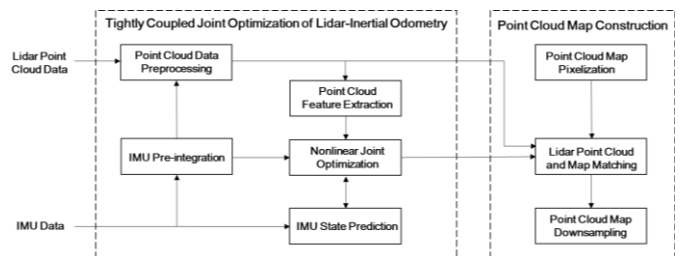 Tightly Coupled Joint Optimization of Lidar-Inertial Odometry
Point Cloud Map Construction
Lidar Point
Cloud Data
Point Cloud Data
Preprocessing
Point Cloud Map
Pixelization
Point Cloud
Feature Extraction
IMU Pre-integration
Nonlinear Joint
Optimization
Lidar Point Cloud
and Map Matching
IMU Data
IMU State Prediction
Point Cloud Map
Downsampling